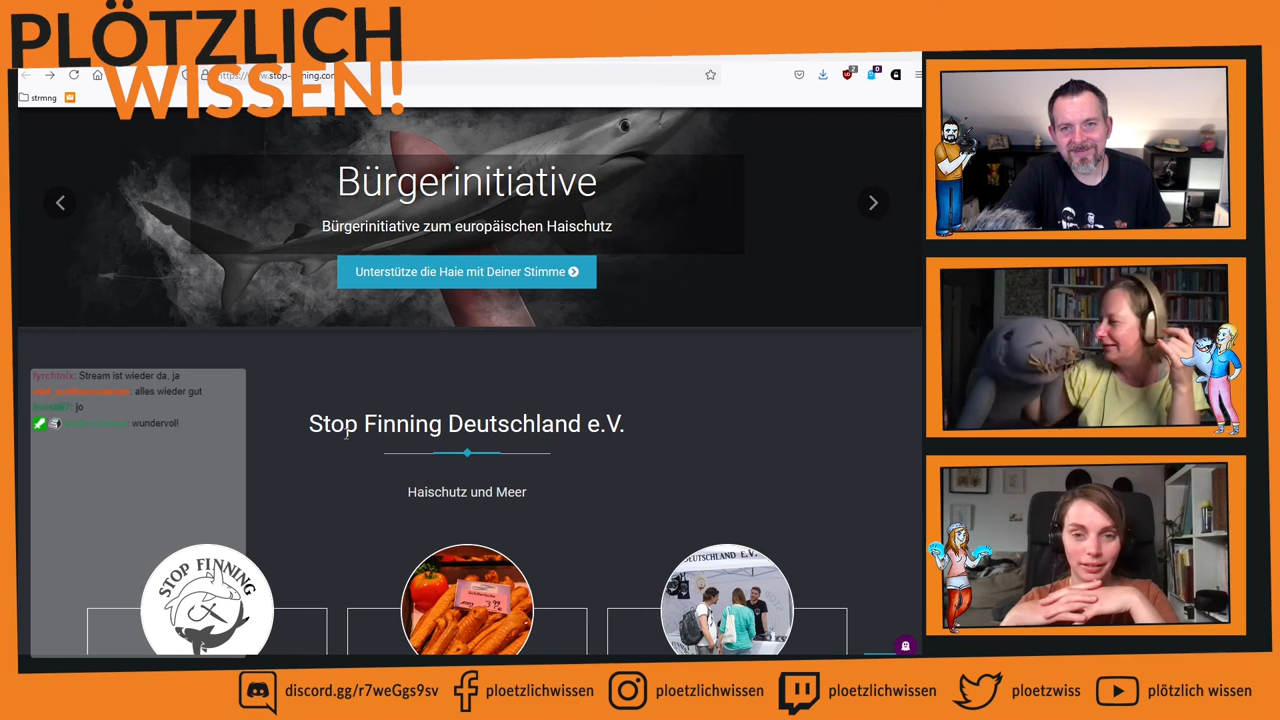 PLÖTZLICH
WISSEN!
strmng
Bürgerinitiative
Bürgerinitiative zum europäischen Haischutz
Unterstütze die Haie mit Deiner Stimme
fyrchtnix: Stream ist wieder da, ja
: alles wieder gut
: jo
: wundervol!
Stop Finning Deutschland e.V.
Haischutz und Meer
STOP FINNING
DEUTSCHLAND E.V.
discord.gg/r7weGgs9sv
ploetzlichwissen
ploetzlichwissen
ploetzlichwissen
ploetzwiss
plötzlich wissen